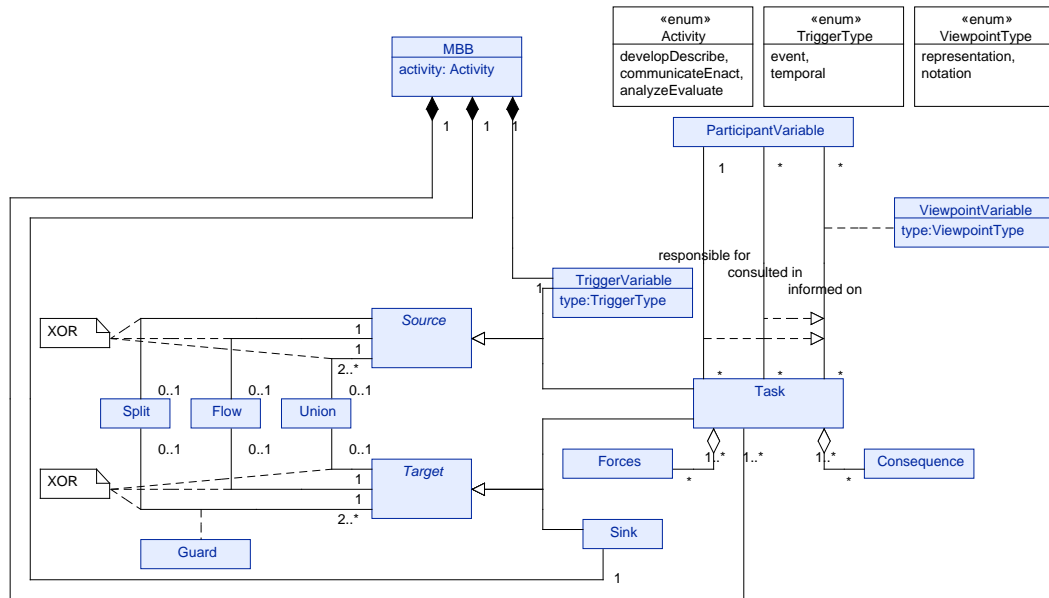 «enum»
Activity
developDescribe,
communicateEnact,
analyzeEvaluate
«enum»
TriggerType
event,
temporal
«enum»
ViewpointType
representation,
notation
MBB
activity: Activity
1
1
1
ParticipantVariable
1
*
*
ViewpointVariable
type:ViewpointType
responsible for
consulted in
informed on
TriggerVariable
type:TriggerType
1
Source
XOR
1
1
2..*
0..1
0..1
0..1
Split
Flow
Union
0..1
0..1
0..1
*
*
*
Task
Forces
*
1..*
1..*
1..*
*
Consequence
XOR
Target
1
1
2..*
Sink
1
Guard